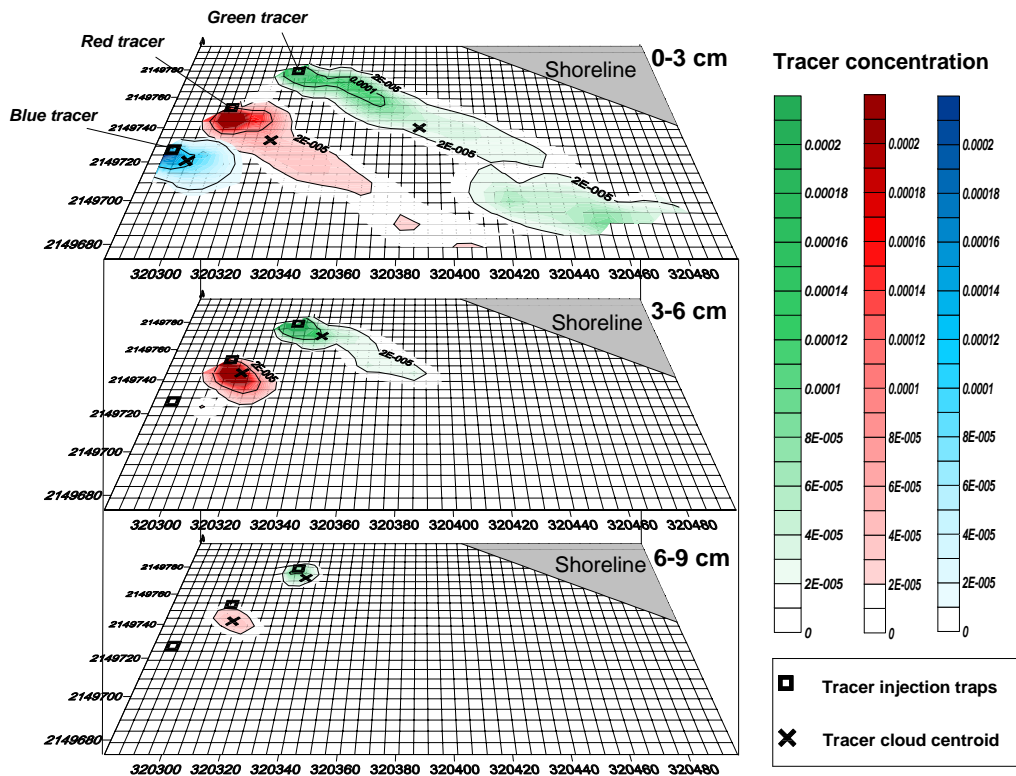 Green tracer
Red tracer
Blue tracer
0-3 cm
Shoreline
2149760
2149760
2149740
2149720
2149700
2149680
2E-005
0.0001
2E-005
2E-005
2E-005
320300 320320 320340 320360 320380 320400 320420 320440 320460 320480
3-6 cm
Shoreline
2149760
2149760
2149740
2149720
2149700
2149680
2E-005
2E-005
320300 320320 320340 320360 320380 320400 320420 320440 320460 320480
6-9 cm
Shoreline
2149760
2149760
2149740
2149720
2149700
2149680
320300 320320 320340 320360 320380 320400 320420 320440 320460 320480
Tracer concentration
0.0002 0.0002 0.0002
0.00018 0.00018 0.00018
0.00016 0.00016 0.00016
0.00014 0.00014 0.00014
0.00012 0.00012 0.00012
0.0001 0.0001 0.0001
8E-005 8E-005 8E-005
6E-005 6E-005 6E-005
4E-005 4E-005 4E-005
2E-005 2E-005 2E-005
0 0 0
Tracer injection traps
Tracer cloud centroid